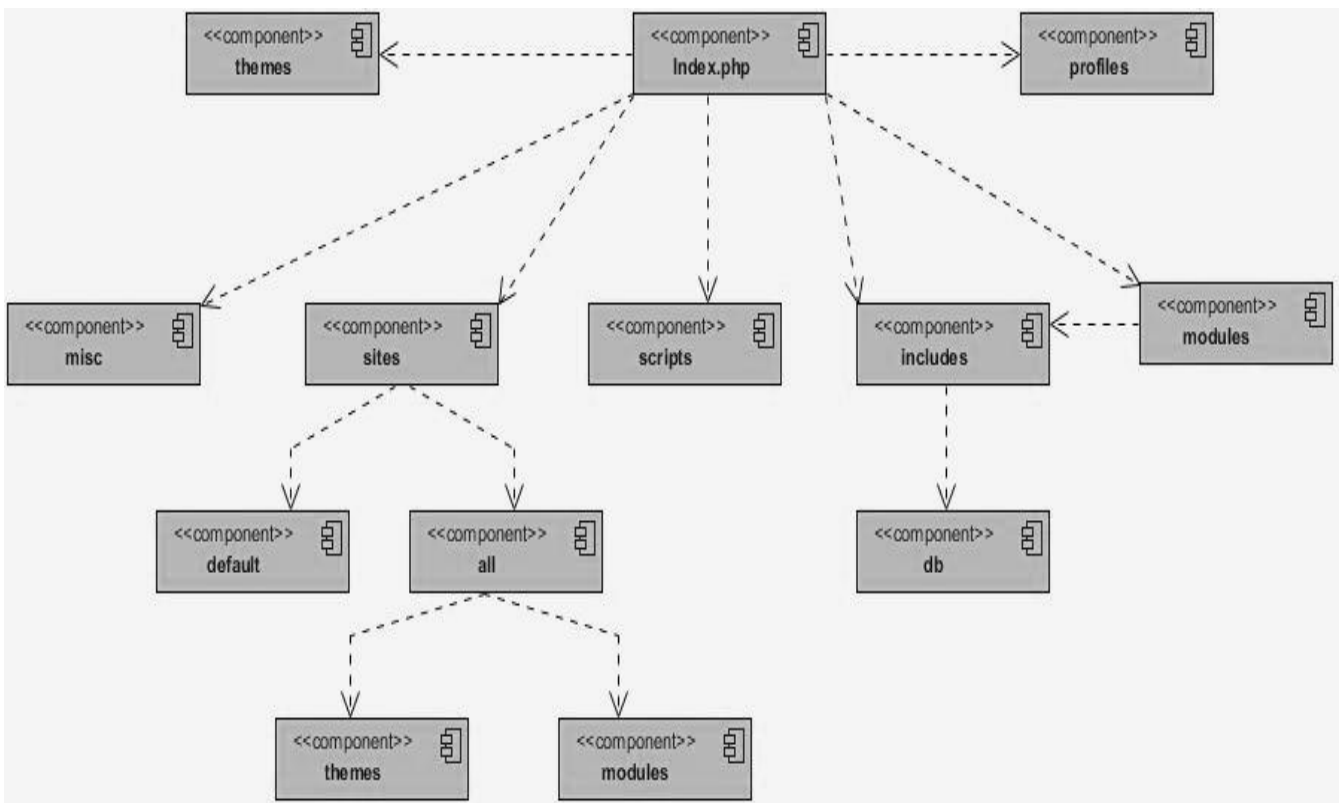 <<component>>
themes
<<component>>
Index.php
<<component>>
profiles
<<component>>
misc
<<component>>
sites
<<component>>
scripts
<<component>>
includes
<<component>>
modules
<<component>>
default
<<component>>
all
<<component>>
db
<<component>>
themes
<<component>>
modules